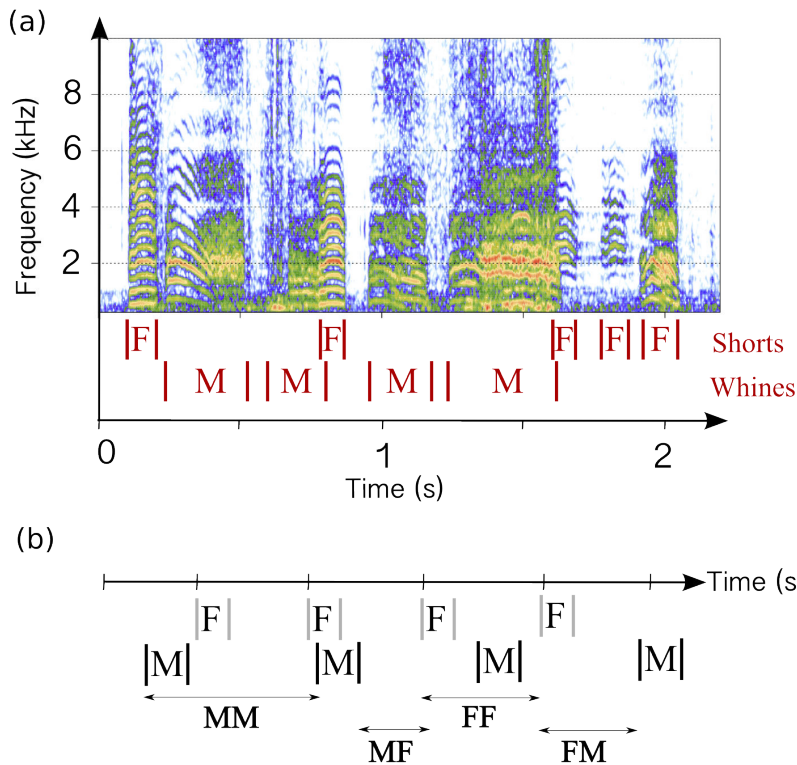 (a)
Frequency (kHz)
8
6
4
2
F F F F F Shorts
M M M M Whines
0 1 2
Time (s)
(b)
Time (s
F F F F
M M M M
MM FF
MF FM